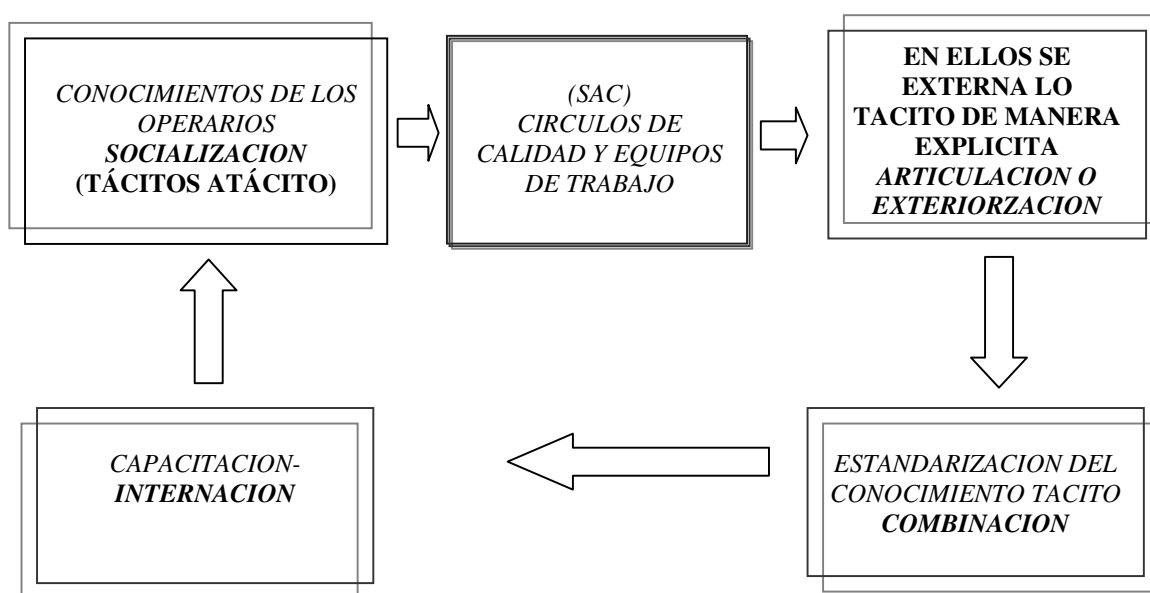 CONOCIMIENTOS DE LOS
OPERARIOS
SOCIALIZACION
(TÁCITOS ATÁCITO)
(SAC)
CIRCULOS DE
CALIDAD Y EQUIPOS
DE TRABAJO
EN ELLOS SE
EXTERNA LO
TACITO DE MANERA
EXPLICITA
ARTICULACION O
EXTERIORZACION
ESTANDARIZACION DEL
CONOCIMIENTO TACITO
COMBINACION
CAPACITACION-
INTERNACION